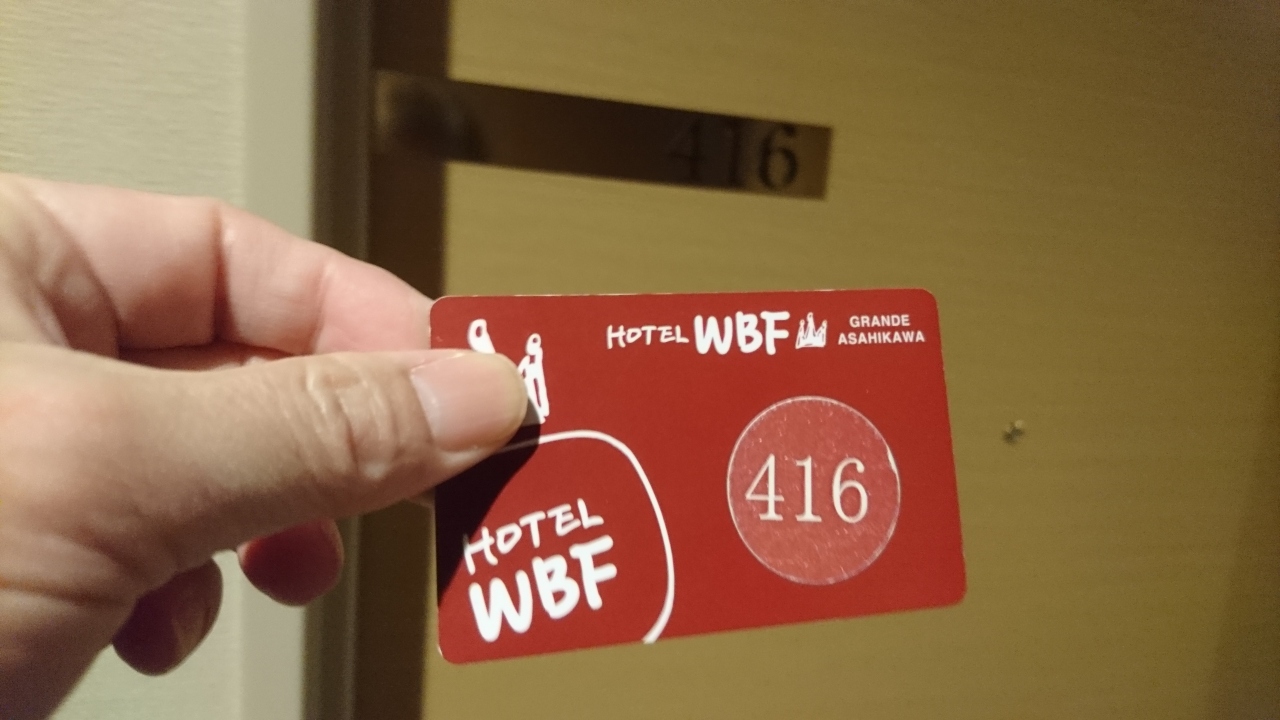 416
HOTEL WBF
GRANDE
ASAHIKAWA
416
HOTEL
WBF